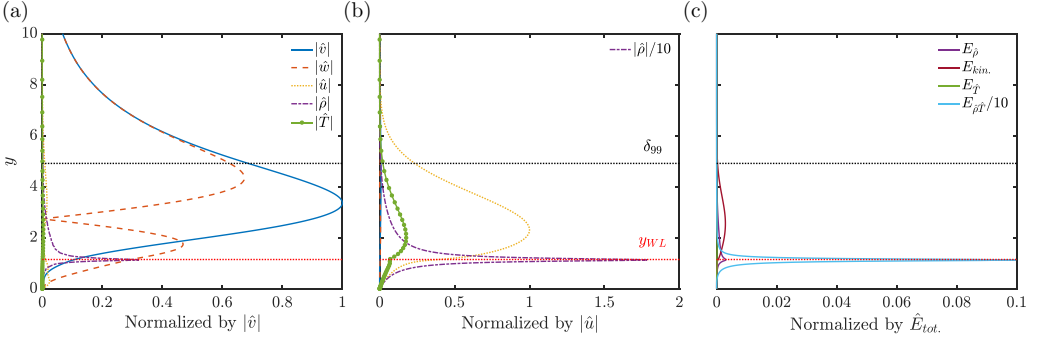 (a)
10
8
6
4
2
0
y
|v̂|
|ŵ|
|û|
|ρ̂|
|T̂|
0
0.2
0.4
0.6
0.8
1
Normalized by |v̂|
(b)
|ρ̂|/10
δ99
yWL
0
0.5
1
1.5
2
Normalized by |û|
(c)
Eρ̂
Ekin.
ET̂
Eρ̂T̂/10
0
0.02
0.04
0.06
0.08
0.1
Normalized by Êtot.